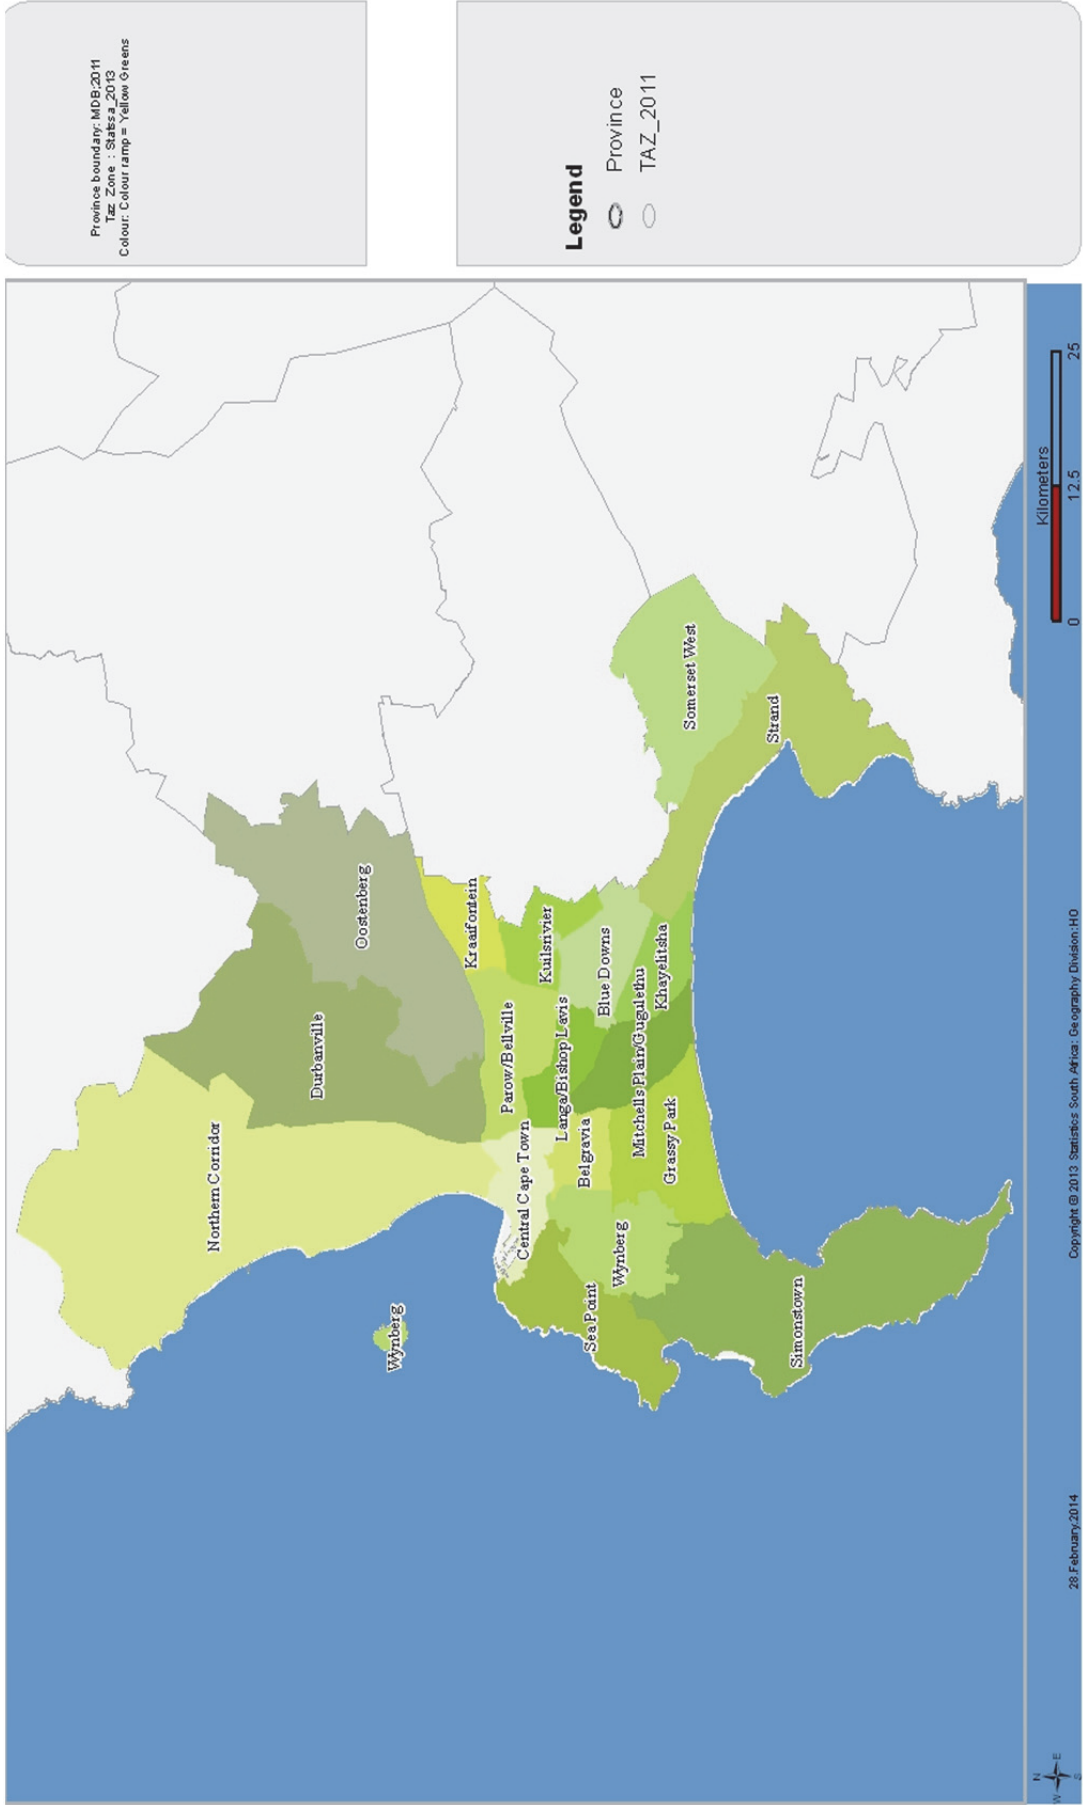 Province boundary: MDB;2011
Taz Zone : Statssa_2013
Colour: Colour ramp = Yellow Greens
Legend
Province
TAZ_2011
Northern Corridor
Durbanville
Oostenberg
Wynberg
Kraaifontein
Parow/Bellville
Central Cape Town
Kuilsrivier
Langa/Bishop Lavis
Belgravia
Blue Downs
Sea Point
Wynberg
Mitchells Plain/Gugulethu
Khayelitsha
Grassy Park
Somerset West
Strand
Simonstown
Kilometers
0 12.5 25
N
W E
S
28.February.2014
Copyright © 2013 Statistics South Africa: Geography Division: HO